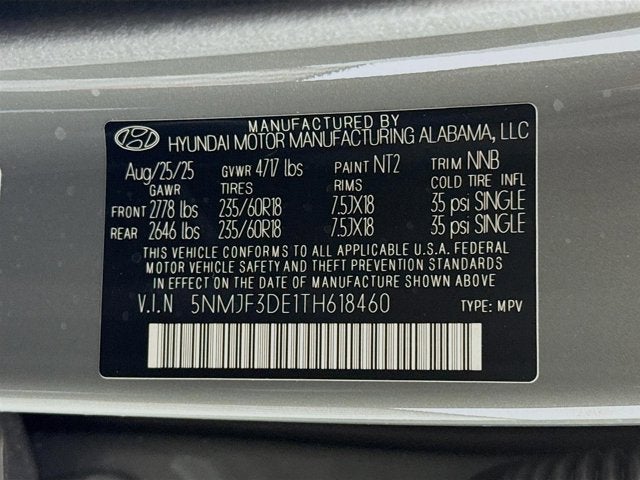 MANUFACTURED BY
HYUNDAI MOTOR MANUFACTURING ALABAMA, LLC
Aug/25/25 GVWR 4717 lbs PAINT NT2 TRIM NNB
GAWR TIRES RIMS COLD TIRE INFL
FRONT 2778 lbs 235/60R18 7.5JX18 35 psi SINGLE
REAR 2646 lbs 235/60R18 7.5JX18 35 psi SINGLE
THIS VEHICLE CONFORMS TO ALL APPLICABLE U.S.A. FEDERAL
MOTOR VEHICLE SAFETY AND THEFT PREVENTION STANDARDS
IN EFFECT ON THE DATE OF MANUFACTURE SHOWN ABOVE
V.I.N 5NMJF3DE1TH618460 TYPE: MPV